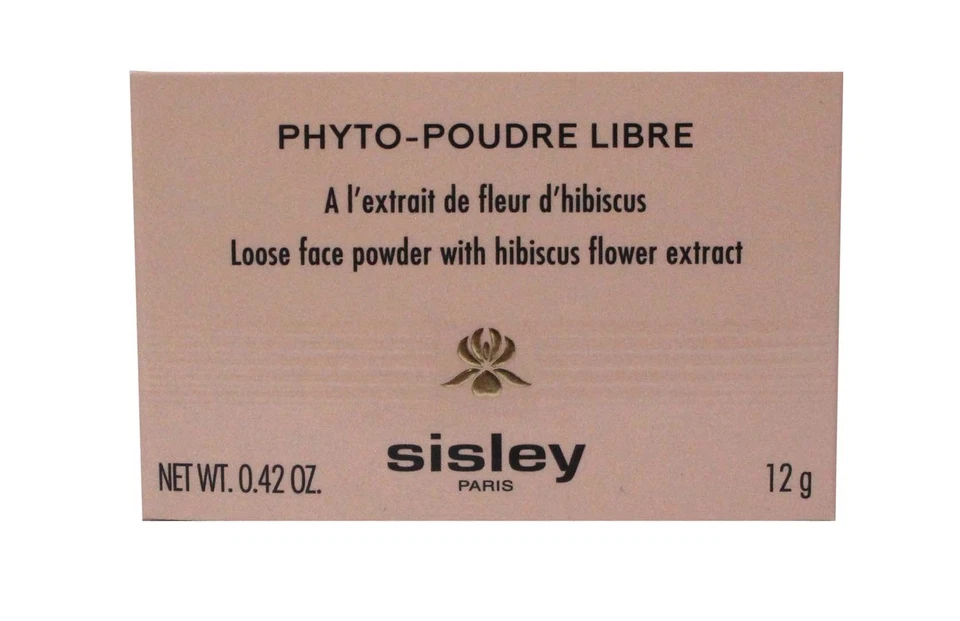 PHYTO-POUDRE LIBRE
A l'extrait de fleur d'hibiscus
Loose face powder with hibiscus flower extract
sisley
PARIS
NET WT. 0.42 OZ.
12 g